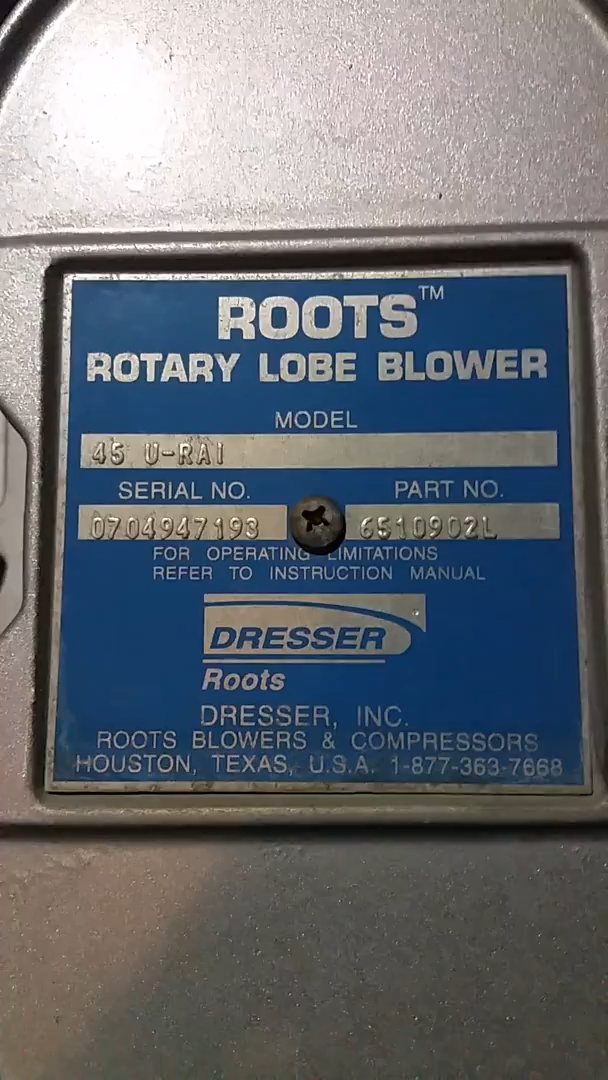 ROOTS™
ROTARY LOBE BLOWER
MODEL
45 U-RAI
SERIAL NO. PART NO.
0704947193 6510902L
FOR OPERATING LIMITATIONS
REFER TO INSTRUCTION MANUAL
DRESSER
Roots
DRESSER, INC.
ROOTS BLOWERS & COMPRESSORS
HOUSTON, TEXAS, U.S.A. 1-877-363-7668